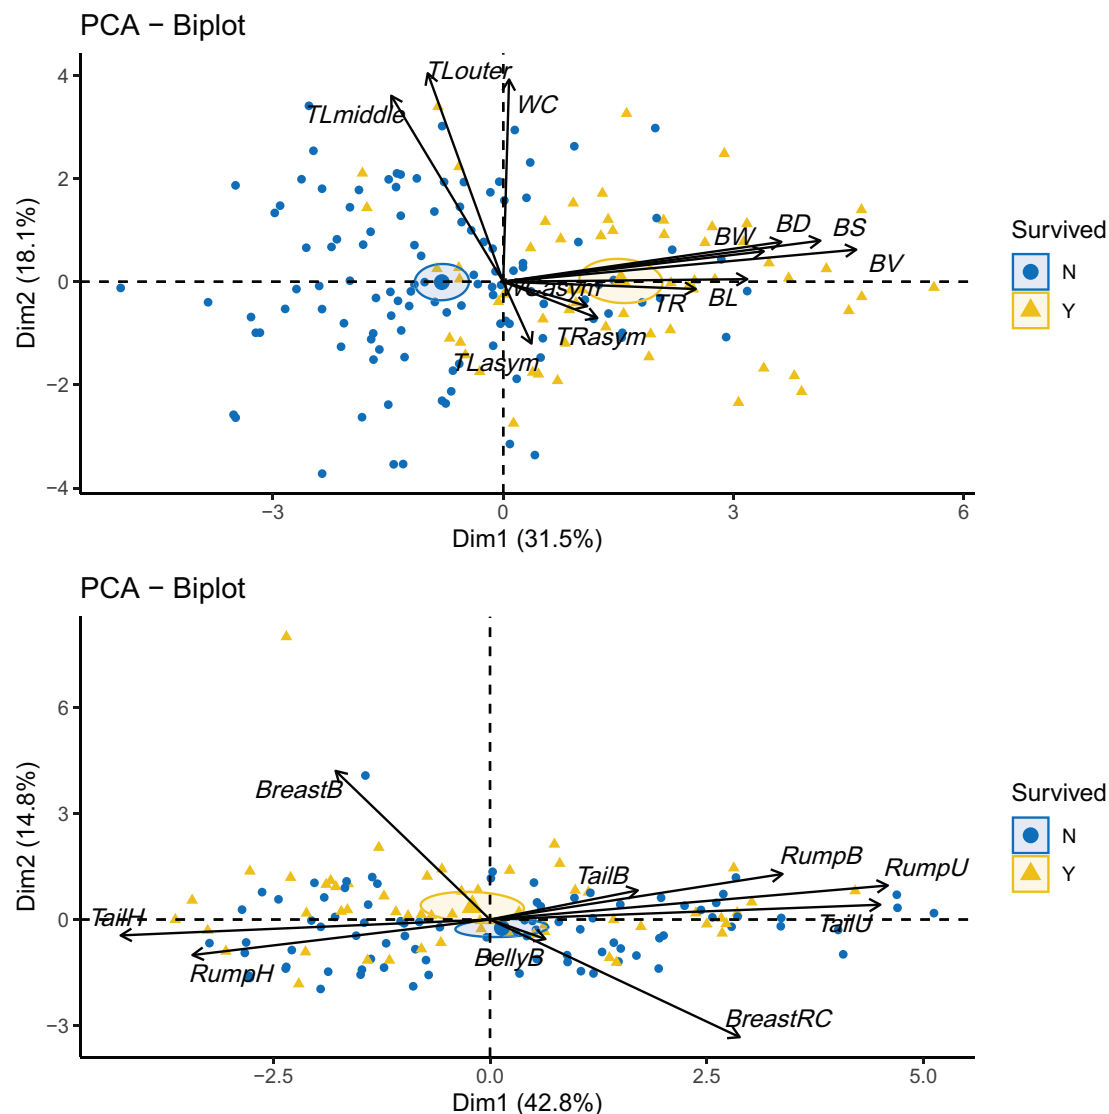 PCA − Biplot
Dim2 (18.1%)
4
2
0
−2
−4
TLouter
TLmiddle
WC
BW
BD
BS
BV
BL
TR
TRasym
TLasym
−3
0
3
6
Dim1 (31.5%)
Survived
N
Y
PCA − Biplot
Dim2 (14.8%)
6
3
0
−3
BreastB
TailB
RumpB
RumpU
TailH
TailU
RumpH
BellyB
BreastRC
−2.5
0.0
2.5
5.0
Dim1 (42.8%)
Survived
N
Y